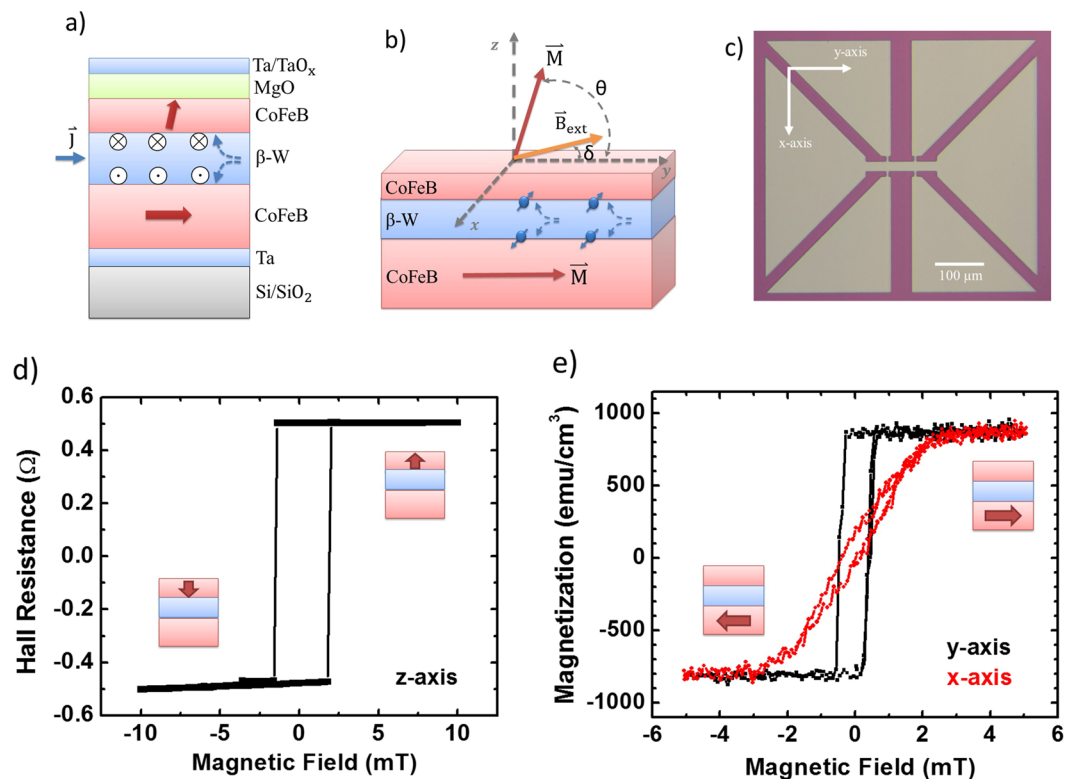 a)
Ta/TaOₓ
MgO
CoFeB
β-W
CoFeB
Ta
Si/SiO₂
j
b)
z
M
θ
B_ext
δ
y
x
CoFeB
β-W
CoFeB
M
c)
y-axis
x-axis
100 µm
d)
Hall Resistance (Ω)
0.6
0.4
0.2
0.0
-0.2
-0.4
-0.6
-10
-5
0
5
10
Magnetic Field (mT)
z-axis
e)
Magnetization (emu/cm³)
1000
500
0
-500
-1000
-6
-4
-2
0
2
4
6
Magnetic Field (mT)
y-axis
x-axis